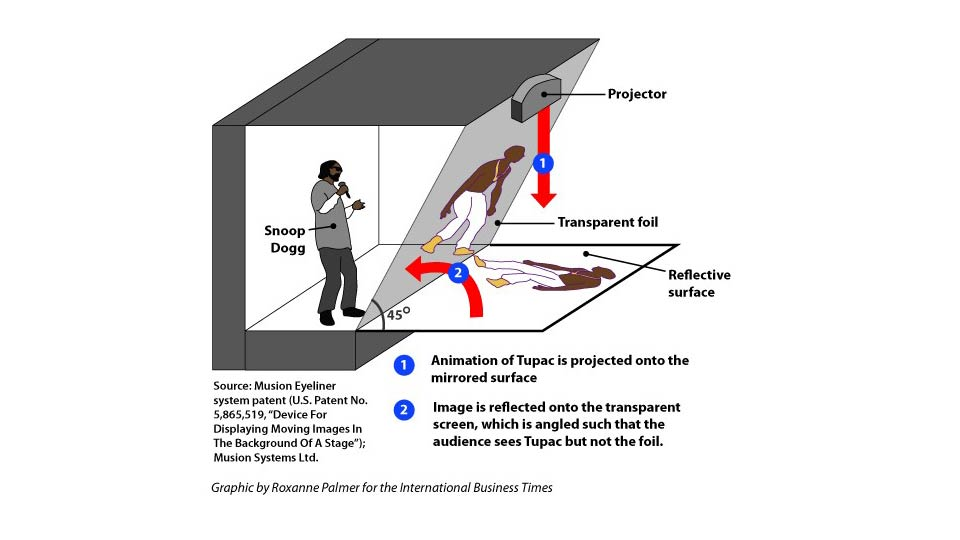 Projector
1
Transparent foil
Snoop
Dogg
Reflective
surface
2
45°
1 Animation of Tupac is projected onto the
mirrored surface
2 Image is reflected onto the transparent
screen, which is angled such that the
audience sees Tupac but not the foil.
Source: Musion Eyeliner
system patent (U.S. Patent No.
5,865,519, “Device For
Displaying Moving Images In
The Background Of A Stage”);
Musion Systems Ltd.
Graphic by Roxanne Palmer for the International Business Times